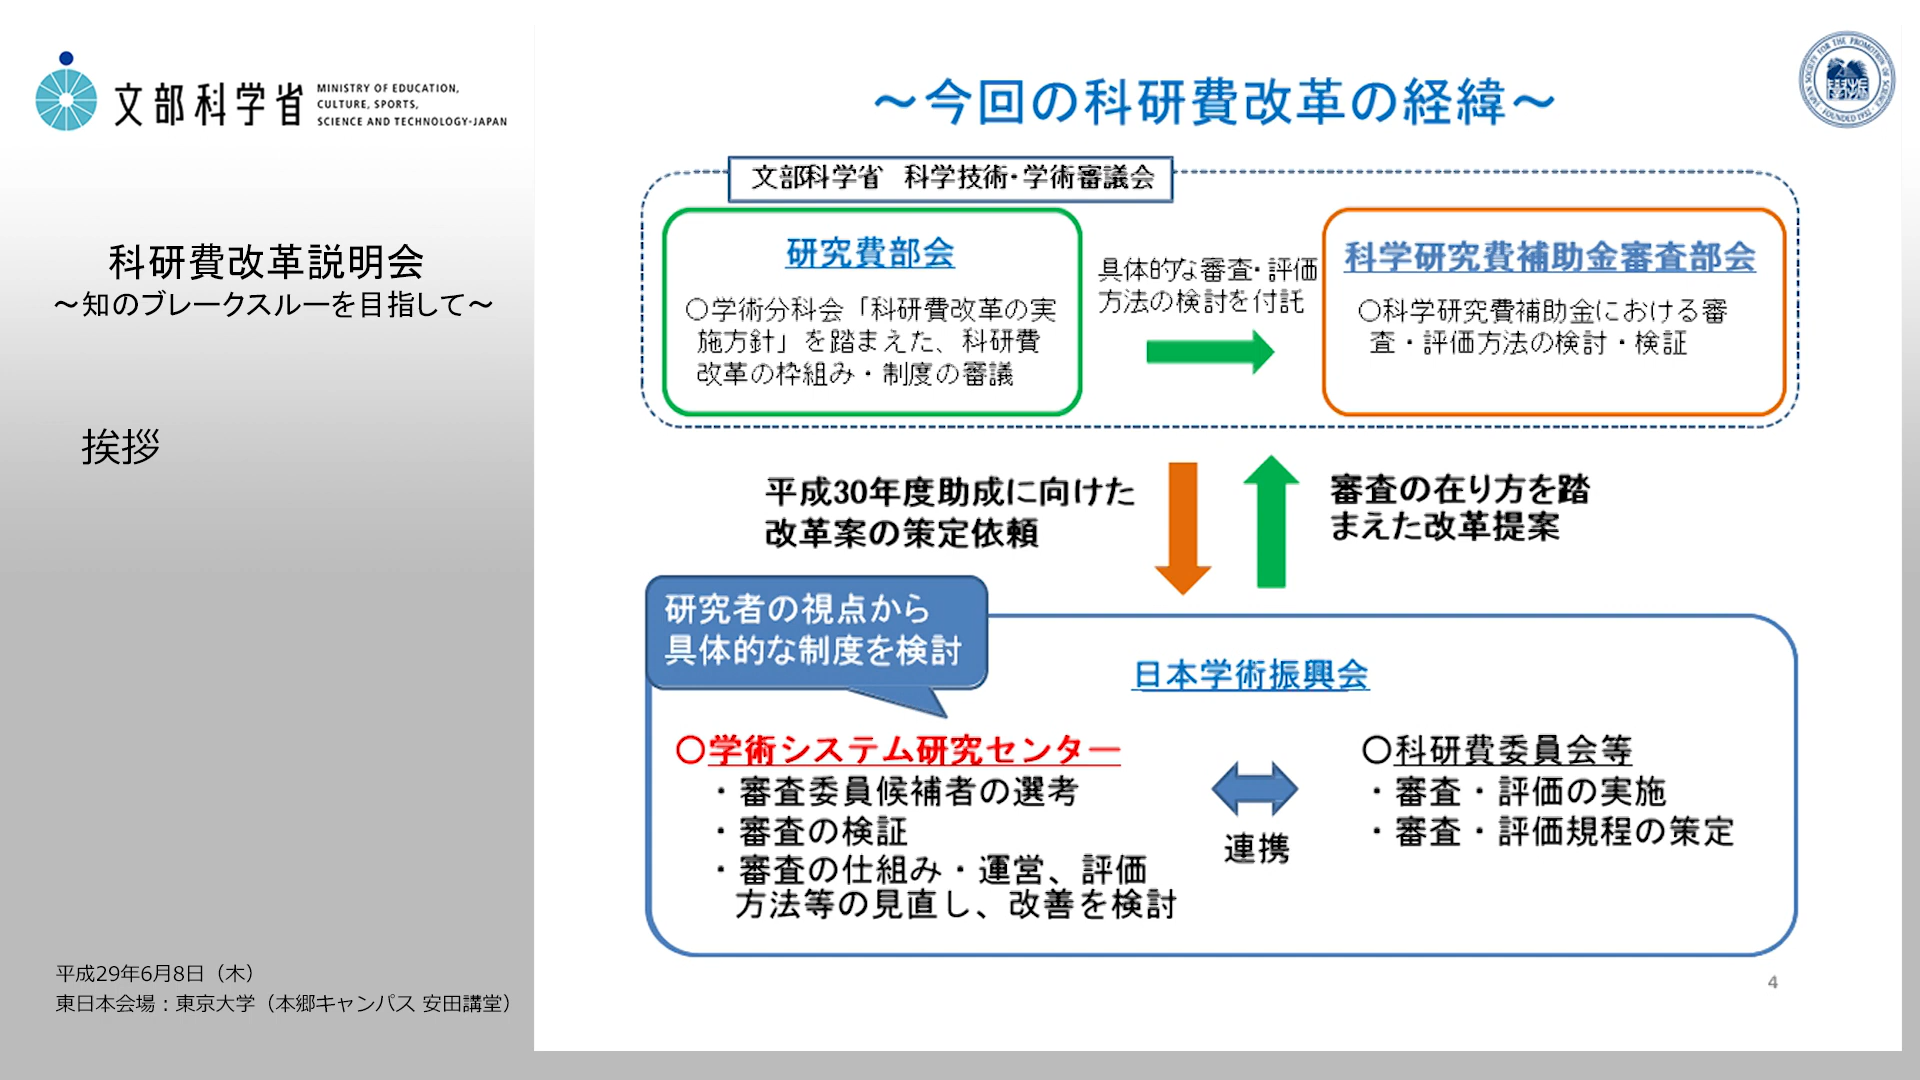 文部科学省
MINISTRY OF EDUCATION,
CULTURE, SPORTS,
SCIENCE AND TECHNOLOGY-JAPAN
科研費改革説明会
～知のブレークスルーを目指して～
挨拶
平成29年6月8日（木）
東日本会場：東京大学（本郷キャンパス 安田講堂）
～今回の科研費改革の経緯～
文部科学省 科学技術・学術審議会
研究費部会
○学術分科会「科研費改革の実
施方針」を踏まえた、科研費
改革の枠組み・制度の審議
具体的な審査・評価
方法の検討を付託
科学研究費補助金審査部会
○科学研究費補助金における審
査・評価方法の検討・検証
平成30年度助成に向けた
改革案の策定依頼
審査の在り方を踏
まえた改革提案
研究者の視点から
具体的な制度を検討
日本学術振興会
○学術システム研究センター
・審査委員候補者の選考
・審査の検証
・審査の仕組み・運営、評価
方法等の見直し、改善を検討
連携
○科研費委員会等
・審査・評価の実施
・審査・評価規程の策定
4